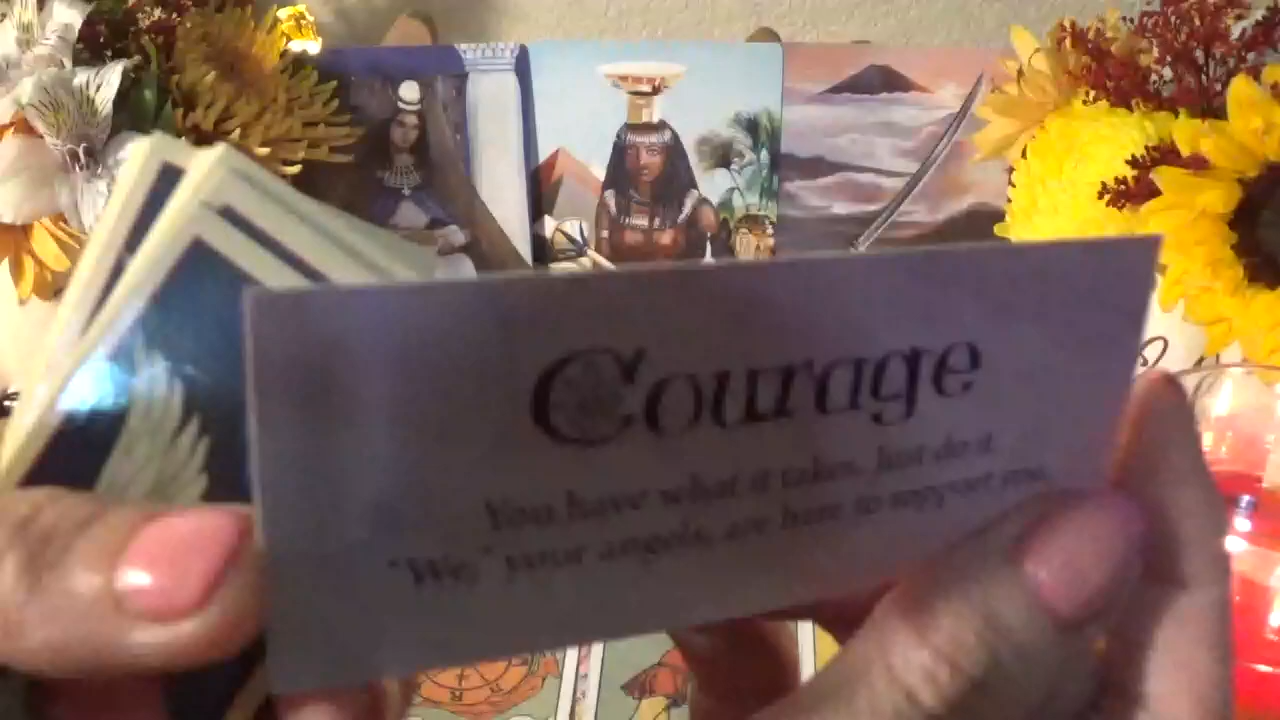 Courage
You have what it takes. Just do it.
"We," your angels, are here to support you.